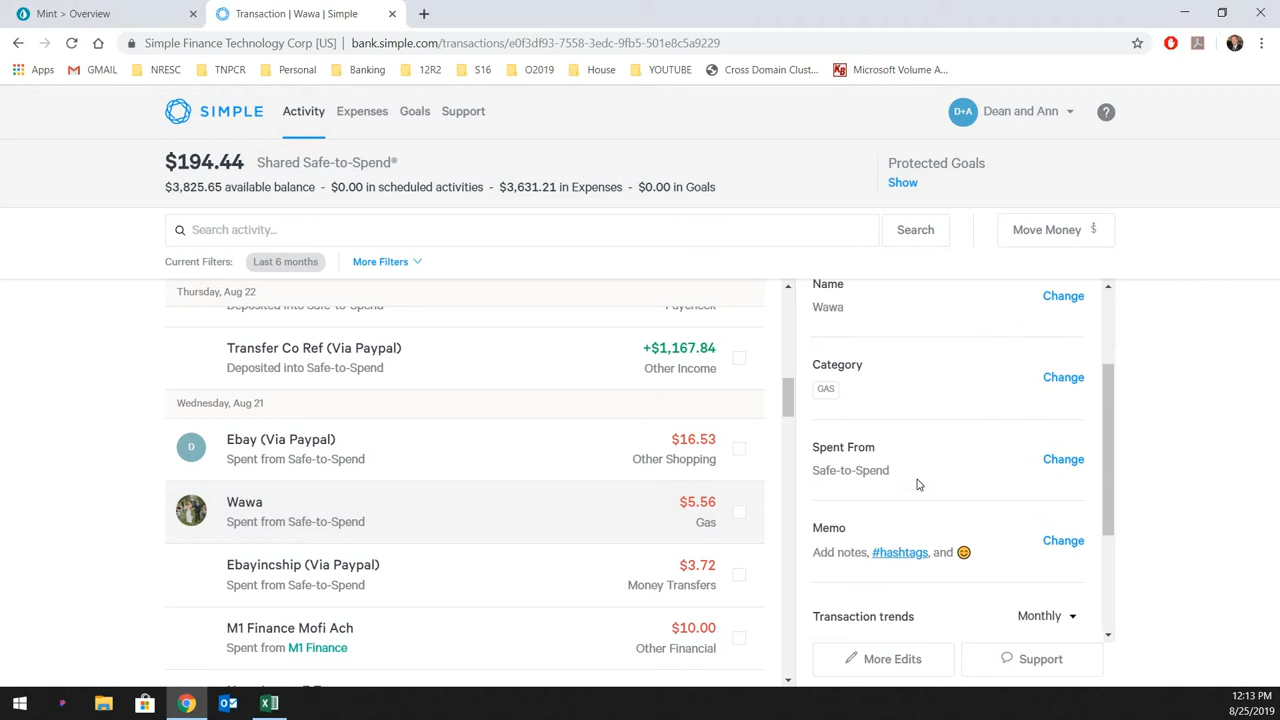 Mint > Overview
Transaction | Wawa | Simple
Simple Finance Technology Corp [US] | bank.simple.com/transactions/e0f3df93-7558-3edc-9fb5-501e8c5a9229
Apps GMAIL NRESC TNPCR Personal Banking 12R2 S16 O2019 House YOUTUBE Cross Domain Clust... KB Microsoft Volume A...
SIMPLE Activity Expenses Goals Support D+A Dean and Ann ?
$194.44 Shared Safe-to-Spend® Protected Goals
$3,825.65 available balance - $0.00 in scheduled activities - $3,631.21 in Expenses - $0.00 in Goals Show
Search activity... Search Move Money $
Current Filters: Last 6 months More Filters
Thursday, Aug 22
Deposited into Safe-to-Spend Paycheck
Transfer Co Ref (Via Paypal) +$1,167.84
Deposited into Safe-to-Spend Other Income
Wednesday, Aug 21
D Ebay (Via Paypal) $16.53
Spent from Safe-to-Spend Other Shopping
Wawa $5.56
Spent from Safe-to-Spend Gas
Ebayincship (Via Paypal) $3.72
Spent from Safe-to-Spend Money Transfers
M1 Finance Mofi Ach $10.00
Spent from M1 Finance Other Financial
Name
Wawa Change
Category
GAS Change
Spent From
Safe-to-Spend Change
Memo
Add notes, #hashtags, and 😊 Change
Transaction trends Monthly
More Edits Support
12:13 PM
8/25/2019